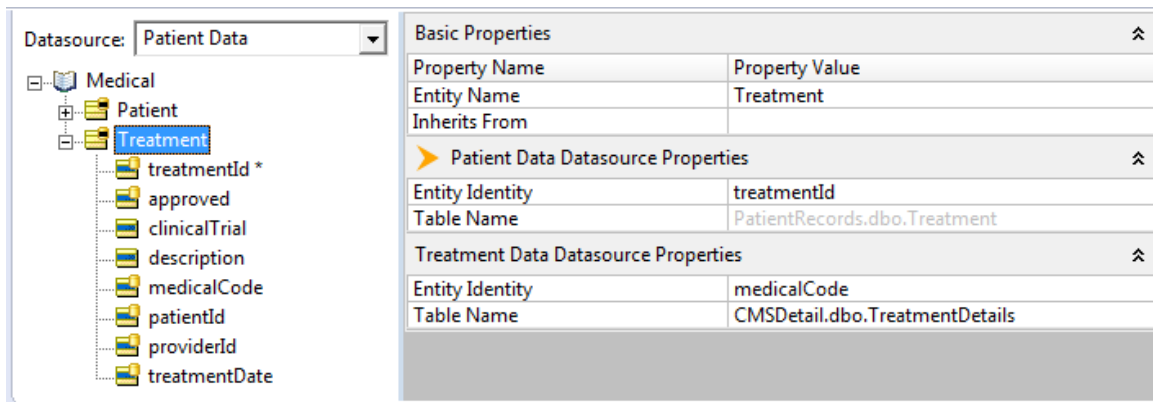 Datasource: Patient Data
Medical
Patient
Treatment
treatmentId *
approved
clinicalTrial
description
medicalCode
patientId
providerId
treatmentDate
Basic Properties
Property Name Property Value
Entity Name Treatment
Inherits From
Patient Data Datasource Properties
Entity Identity treatmentId
Table Name PatientRecords.dbo.Treatment
Treatment Data Datasource Properties
Entity Identity medicalCode
Table Name CMSDetail.dbo.TreatmentDetails